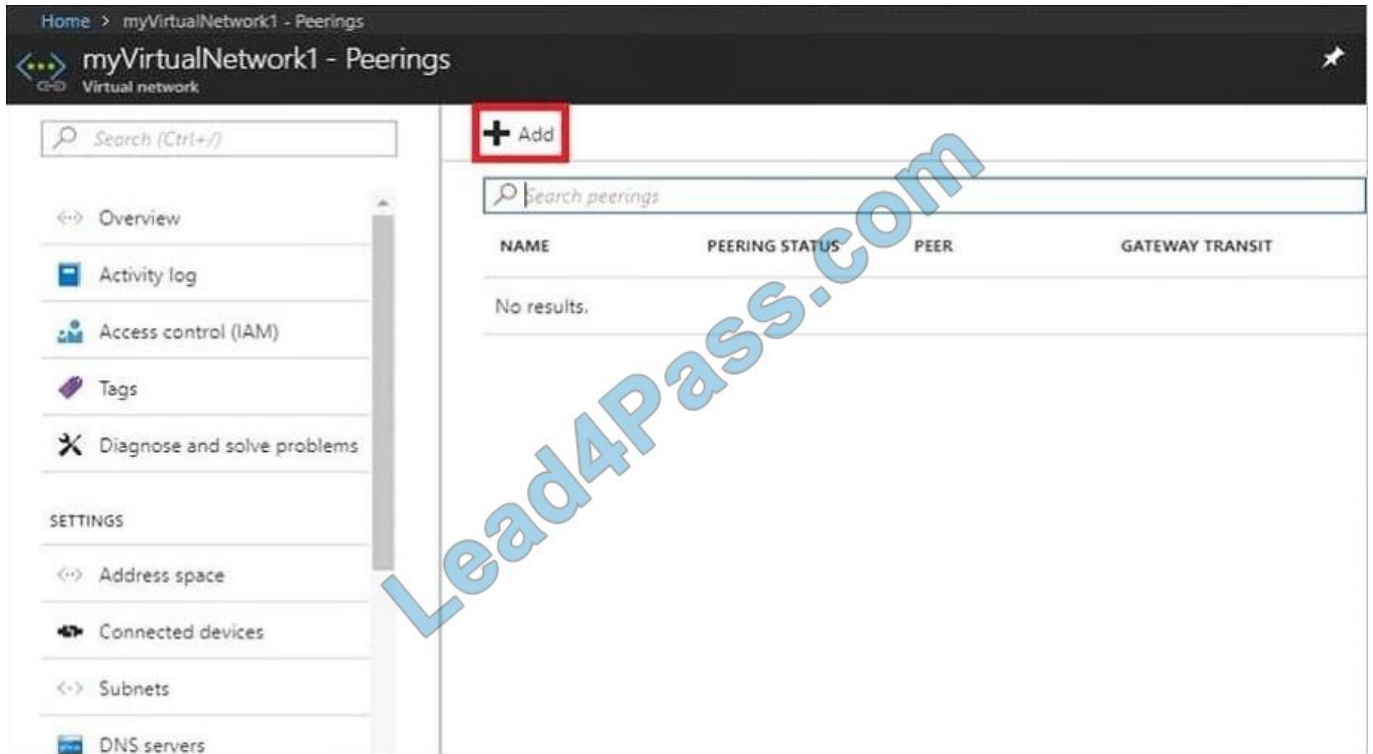 Home > myVirtualNetwork1 - Peerings
myVirtualNetwork1 - Peerings
Virtual network
Search (Ctrl+/)
Overview
Activity log
Access control (IAM)
Tags
Diagnose and solve problems
SETTINGS
Address space
Connected devices
Subnets
DNS servers
+ Add
Search peerings
NAME PEERING STATUS PEER GATEWAY TRANSIT
No results.
Lead4Pass.com